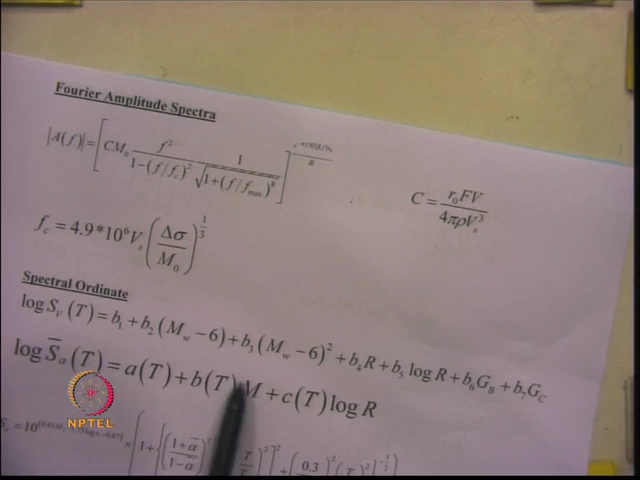 Fourier Amplitude Spectra
|A(f)| = [CM₀ f²/(1−(f/f_c)²) 1/√(1+(f/f_max)⁸)]
C = r₀FV/(4πρV_s³)
f_c = 4.9*10⁶V_s(Δσ/M₀)^(1/3)
Spectral Ordinate
log S_V(T) = b₁ + b₂(M_w − 6) + b₃(M_w − 6)² + b₄R + b₅ log R + b₆G_B + b₇G_C
log S̅_a(T) = a(T) + b(T) M + c(T) log R
NPTEL